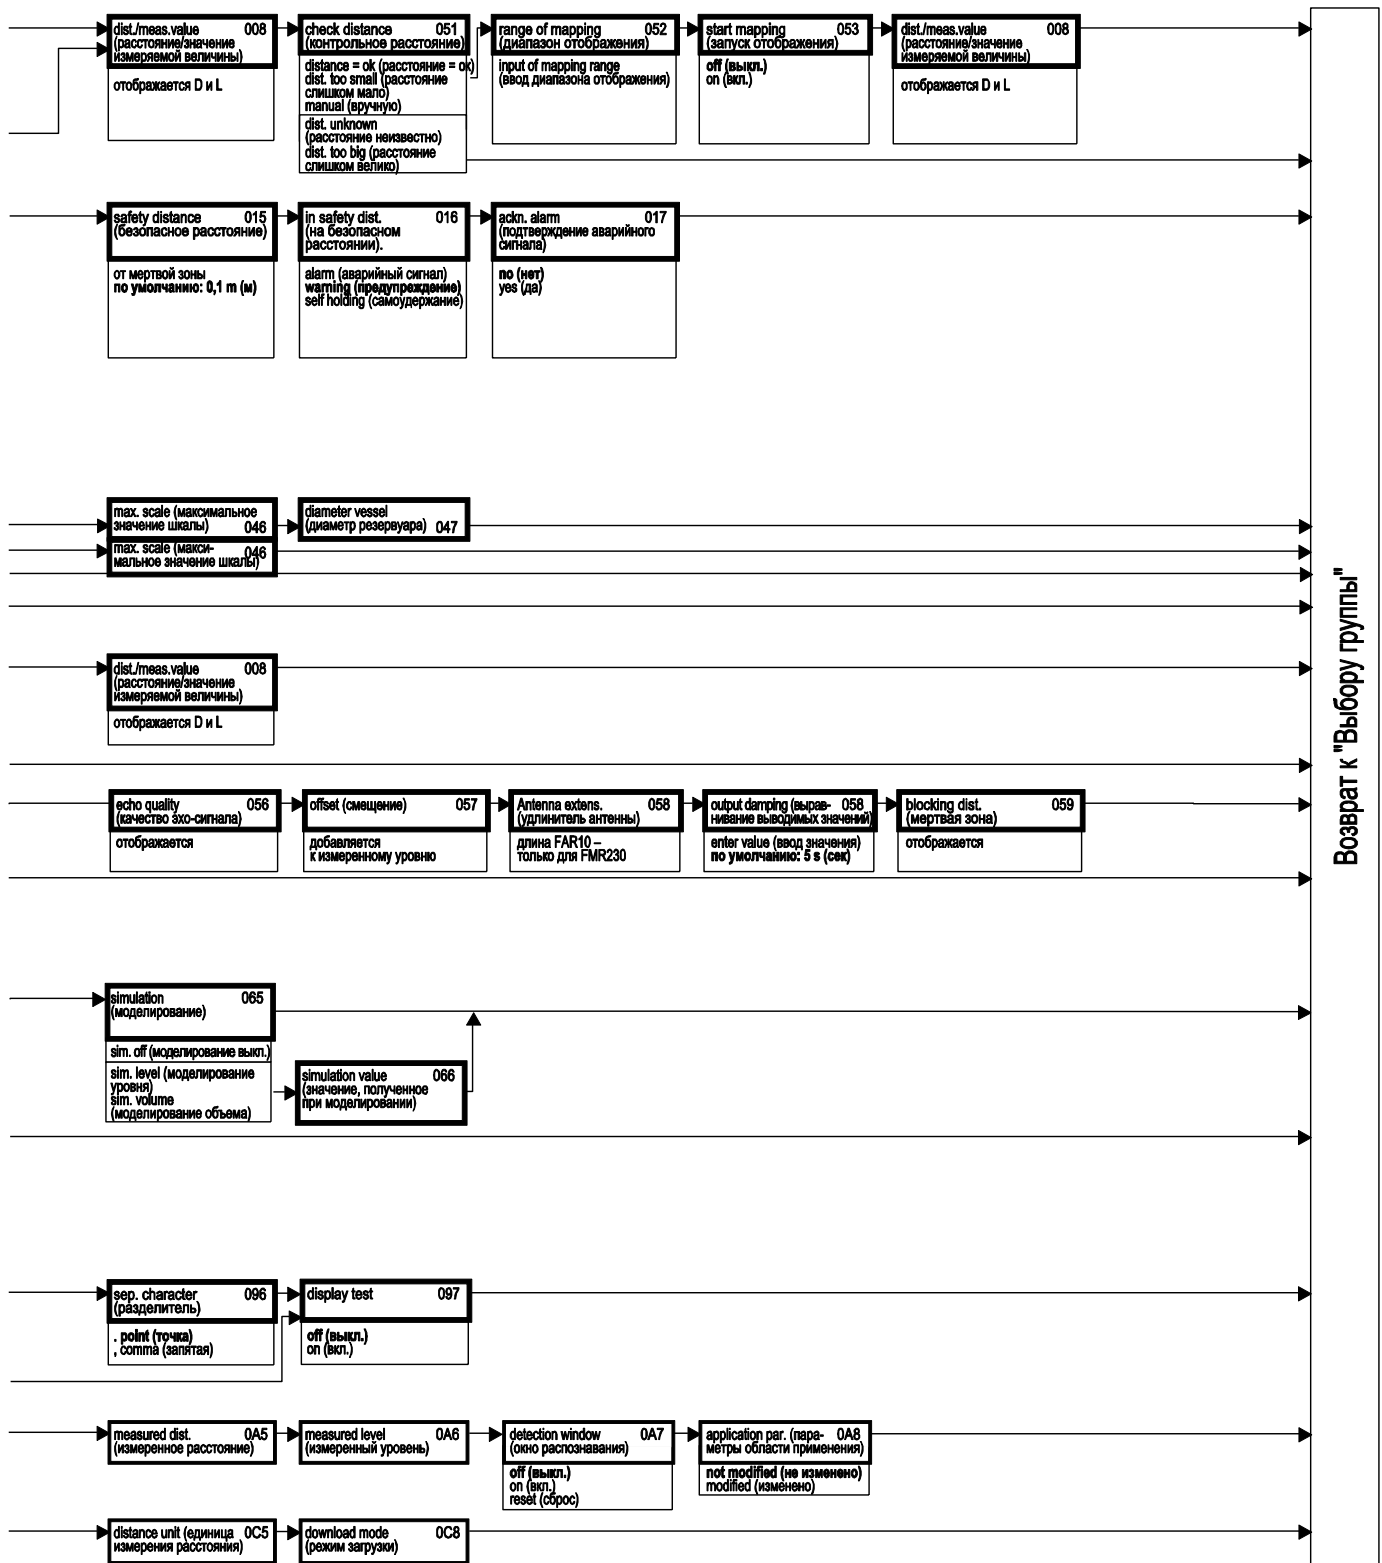 dist./meas.value 008
(расстояние/значение
измеряемой величины)
отображается D и L
check distance 051
(контрольное расстояние)
distance = ok (расстояние = ok)
dist. too small (расстояние
слишком мало)
manual (вручную)
dist. unknown
(расстояние неизвестно)
dist. too big (расстояние
слишком велико)
range of mapping 052
(диапазон отображения)
input of mapping range
(ввод диапазона отображения)
start mapping 053
(запуск отображения)
off (выкл.)
on (вкл.)
dist./meas.value 008
(расстояние/значение
измеряемой величины)
отображается D и L
safety distance 015
(безопасное расстояние)
от мертвой зоны
по умолчанию: 0,1 m (м)
in safety dist. 016
(на безопасном
расстоянии).
alarm (аварийный сигнал)
warning (предупреждение)
self holding (самоудержание)
ackn. alarm 017
(подтверждение аварийного
сигнала)
no (нет)
yes (да)
max. scale (максимальное
значение шкалы) 046
diameter vessel
(диаметр резервуара) 047
max. scale (макси- 046
мальное значение шкалы)
dist./meas.value 008
(расстояние/значение
измеряемой величины)
отображается D и L
echo quality 056
(качество эхо-сигнала)
отображается
offset (смещение) 057
добавляется
к измеренному уровню
Antenna extens. 058
(удлинитель антенны)
длина FAR10 –
только для FMR230
output damping (вырав- 058
нивание выводимых значений)
enter value (ввод значения)
по умолчанию: 5 s (сек)
blocking dist. 059
(мертвая зона)
отображается
simulation 065
(моделирование)
sim. off (моделирование выкл.)
sim. level (моделирование
уровня)
sim. volume
(моделирование объема)
simulation value 066
(значение, полученное
при моделировании)
sep. character 096
(разделитель)
. point (точка)
, comma (запятая)
display test 097
off (выкл.)
on (вкл.)
measured dist. 0A5
(измеренное расстояние)
measured level 0A6
(измеренный уровень)
detection window 0A7
(окно распознавания)
off (выкл.)
on (вкл.)
reset (сброс)
application par. (пара- 0A8
метры области применения)
not modified (не изменено)
modified (изменено)
distance unit (единица 0C5
измерения расстояния)
download mode 0C8
(режим загрузки)
Возврат к "Выбору группы"